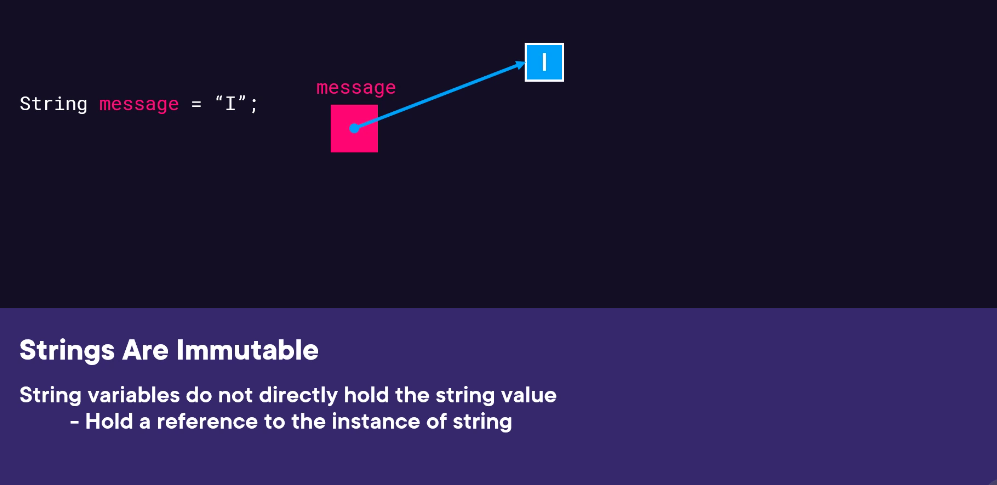 I
message
String message = “I”;
Strings Are Immutable
String variables do not directly hold the string value
- Hold a reference to the instance of string